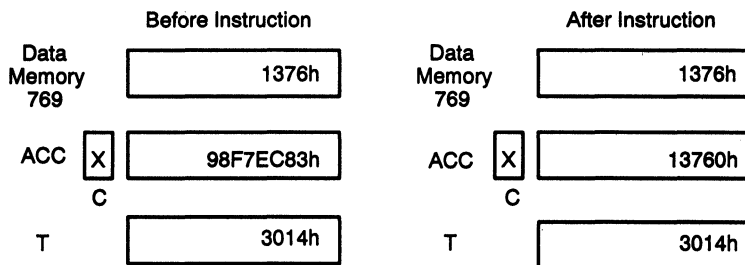 Before Instruction After Instruction
Data Memory 769 1376h Data Memory 769 1376h
ACC X 98F7EC83h ACC X 13760h
C C
T 3014h T 3014h